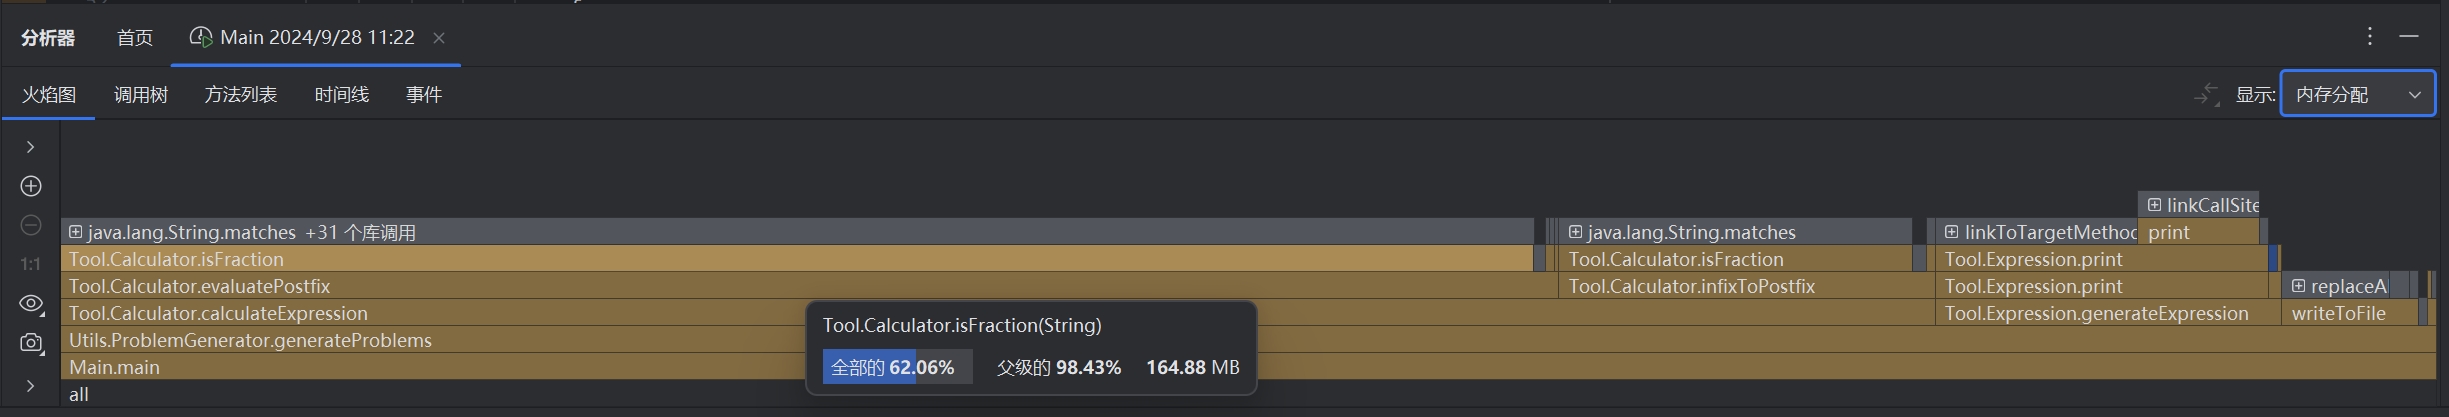 分析器 首页 Main 2024/9/28 11:22
火焰图 调用树 方法列表 时间线 事件 显示: 内存分配
linkCallSite
java.lang.String.matches +31 个库调用 java.lang.String.matches linkToTargetMethod print
Tool.Calculator.isFraction Tool.Calculator.isFraction Tool.Expression.print
1:1
Tool.Calculator.evaluatePostfix Tool.Calculator.infixToPostfix Tool.Expression.print replaceA
Tool.Calculator.calculateExpression Tool.Expression.generateExpression writeToFile
Tool.Calculator.isFraction(String)
Utils.ProblemGenerator.generateProblems
全部的 62.06% 父级的 98.43% 164.88 MB
Main.main
all